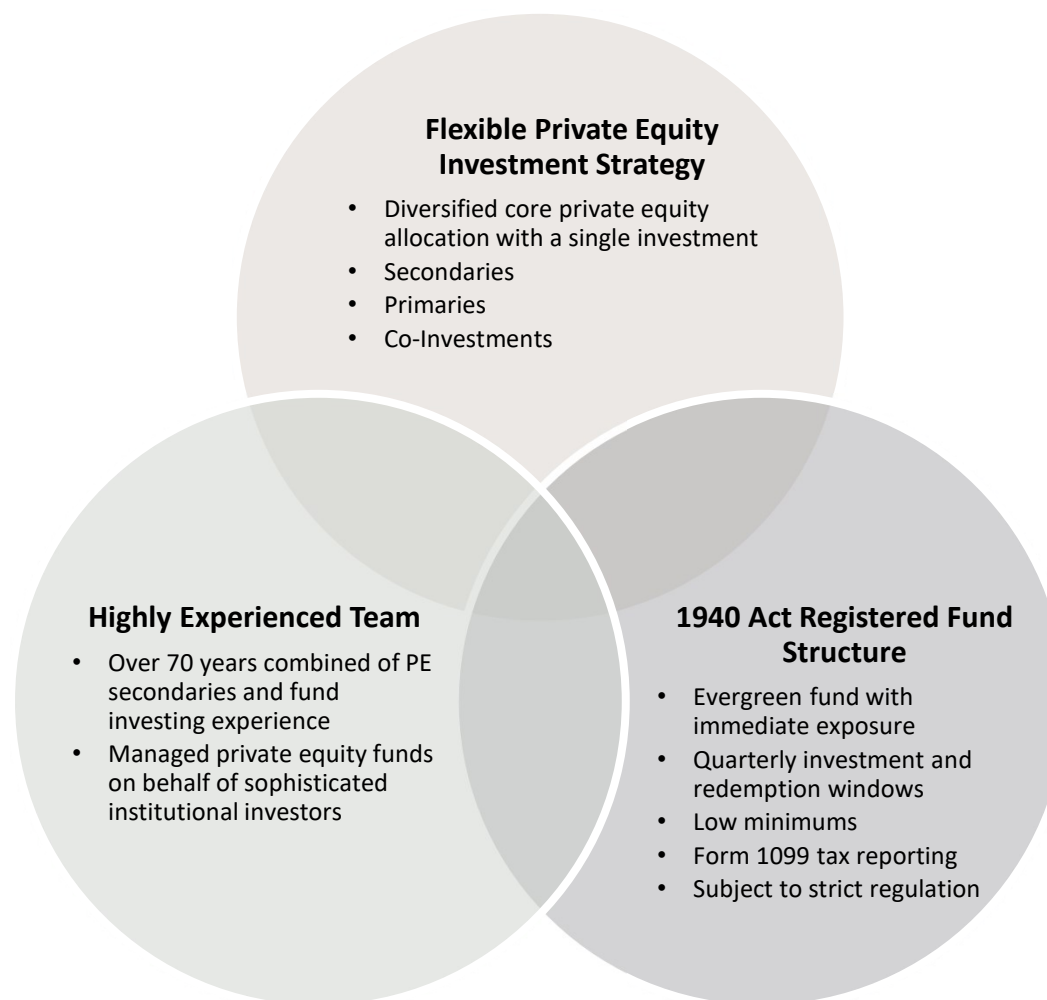 Flexible Private Equity
Investment Strategy
• Diversified core private equity
allocation with a single investment
• Secondaries
• Primaries
• Co-Investments
Highly Experienced Team
• Over 70 years combined of PE
secondaries and fund
investing experience
• Managed private equity funds
on behalf of sophisticated
institutional investors
1940 Act Registered Fund
Structure
• Evergreen fund with
immediate exposure
• Quarterly investment and
redemption windows
• Low minimums
• Form 1099 tax reporting
• Subject to strict regulation